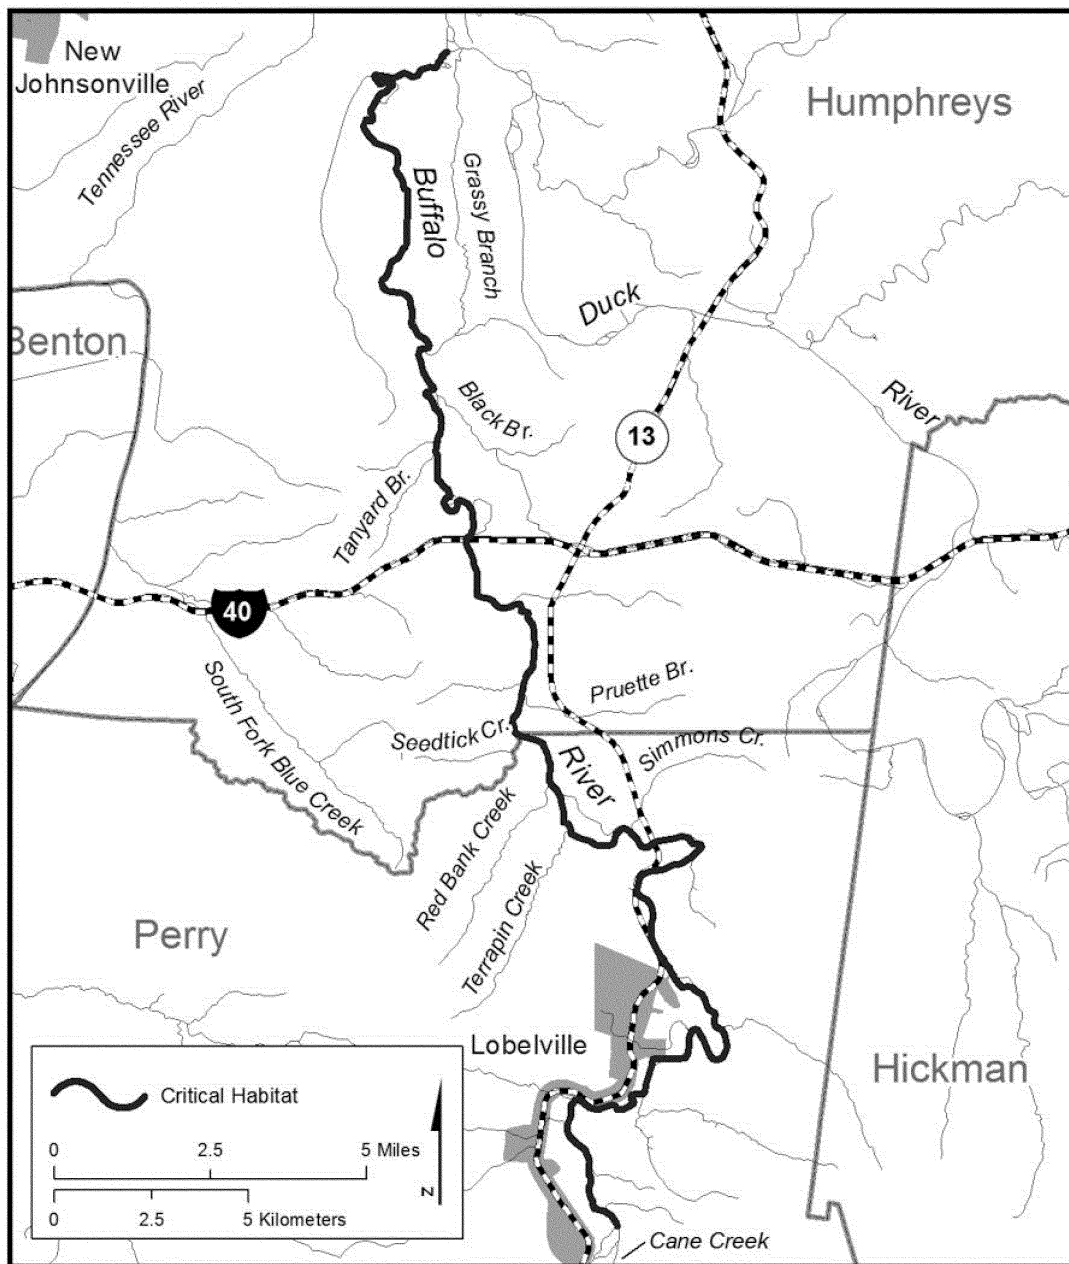 New
Johnsonville
Tennessee River
Humphreys
Buffalo
Grassy Branch
Duck
Benton
River
Black Br.
13
Tanyard Br.
40
South Fork Blue Creek
Pruette Br.
Seedtick Cr.
Simmons Cr.
River
Red Bank Creek
Terrapin Creek
Perry
Lobelville
Hickman
Critical Habitat
0 2.5 5 Miles
0 2.5 5 Kilometers
N
Cane Creek